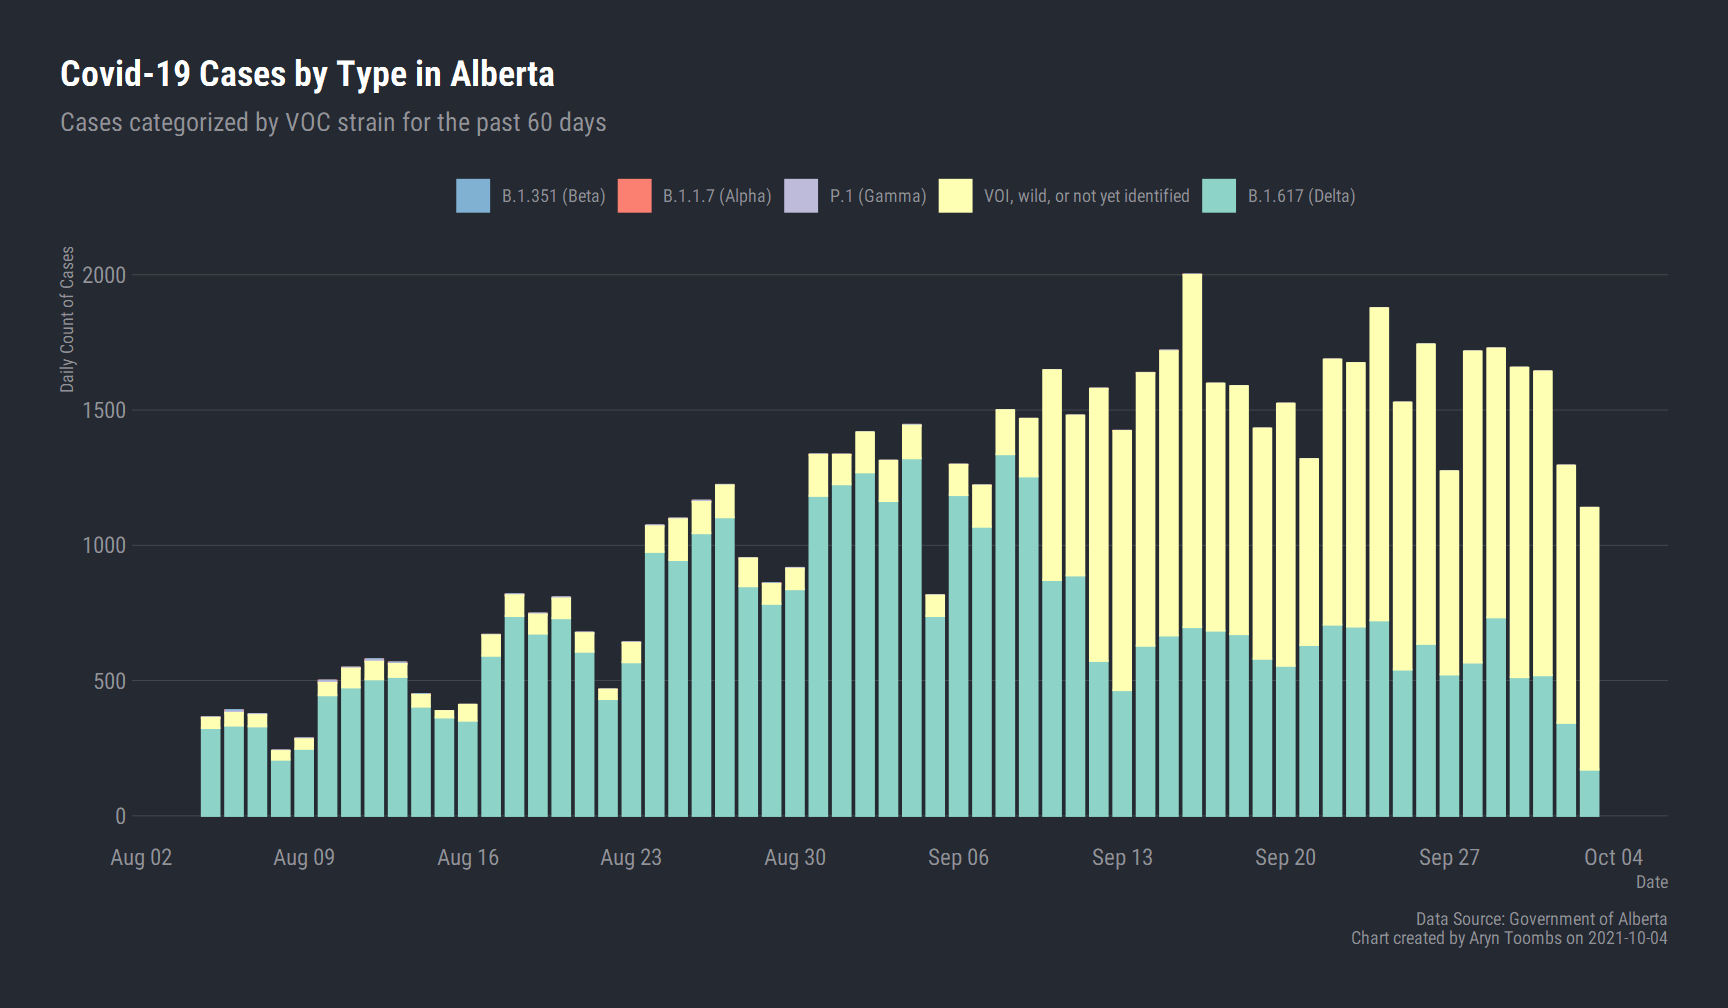 Covid-19 Cases by Type in Alberta
Cases categorized by VOC strain for the past 60 days
B.1.351 (Beta) B.1.1.7 (Alpha) P.1 (Gamma) VOI, wild, or not yet identified B.1.617 (Delta)
Daily Count of Cases
2000
1500
1000
500
0
Aug 02 Aug 09 Aug 16 Aug 23 Aug 30 Sep 06 Sep 13 Sep 20 Sep 27 Oct 04
Date
Data Source: Government of Alberta
Chart created by Aryn Toombs on 2021-10-04